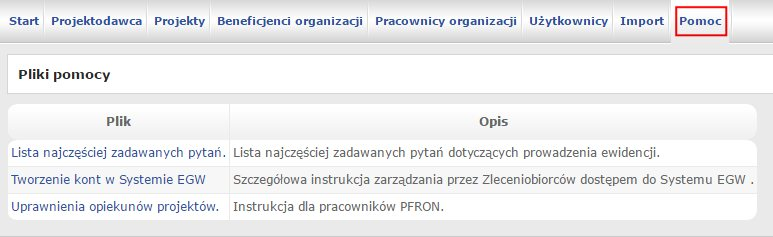 Start Projektodawca Projekty Beneficjenci organizacji Pracownicy organizacji Użytkownicy Import Pomoc
Pliki pomocy
Plik Opis
Lista najczęściej zadawanych pytań. Lista najczęściej zadawanych pytań dotyczących prowadzenia ewidencji.
Tworzenie kont w Systemie EGW Szczegółowa instrukcja zarządzania przez Zleceniobiorców dostępem do Systemu EGW .
Uprawnienia opiekunów projektów. Instrukcja dla pracowników PFRON.